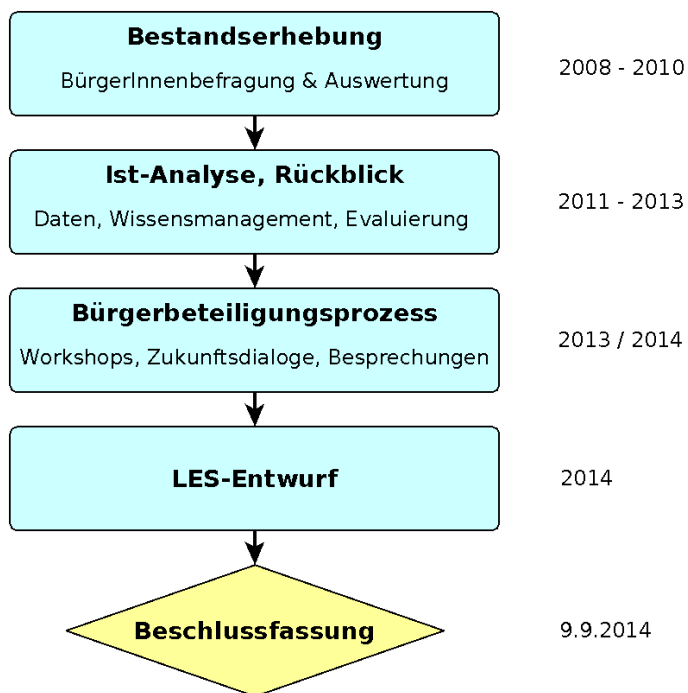 Bestandserhebung
BürgerInnenbefragung & Auswertung
2008 - 2010
Ist-Analyse, Rückblick
Daten, Wissensmanagement, Evaluierung
2011 - 2013
Bürgerbeteiligungsprozess
Workshops, Zukunftsdialoge, Besprechungen
2013 / 2014
LES-Entwurf
2014
Beschlussfassung
9.9.2014